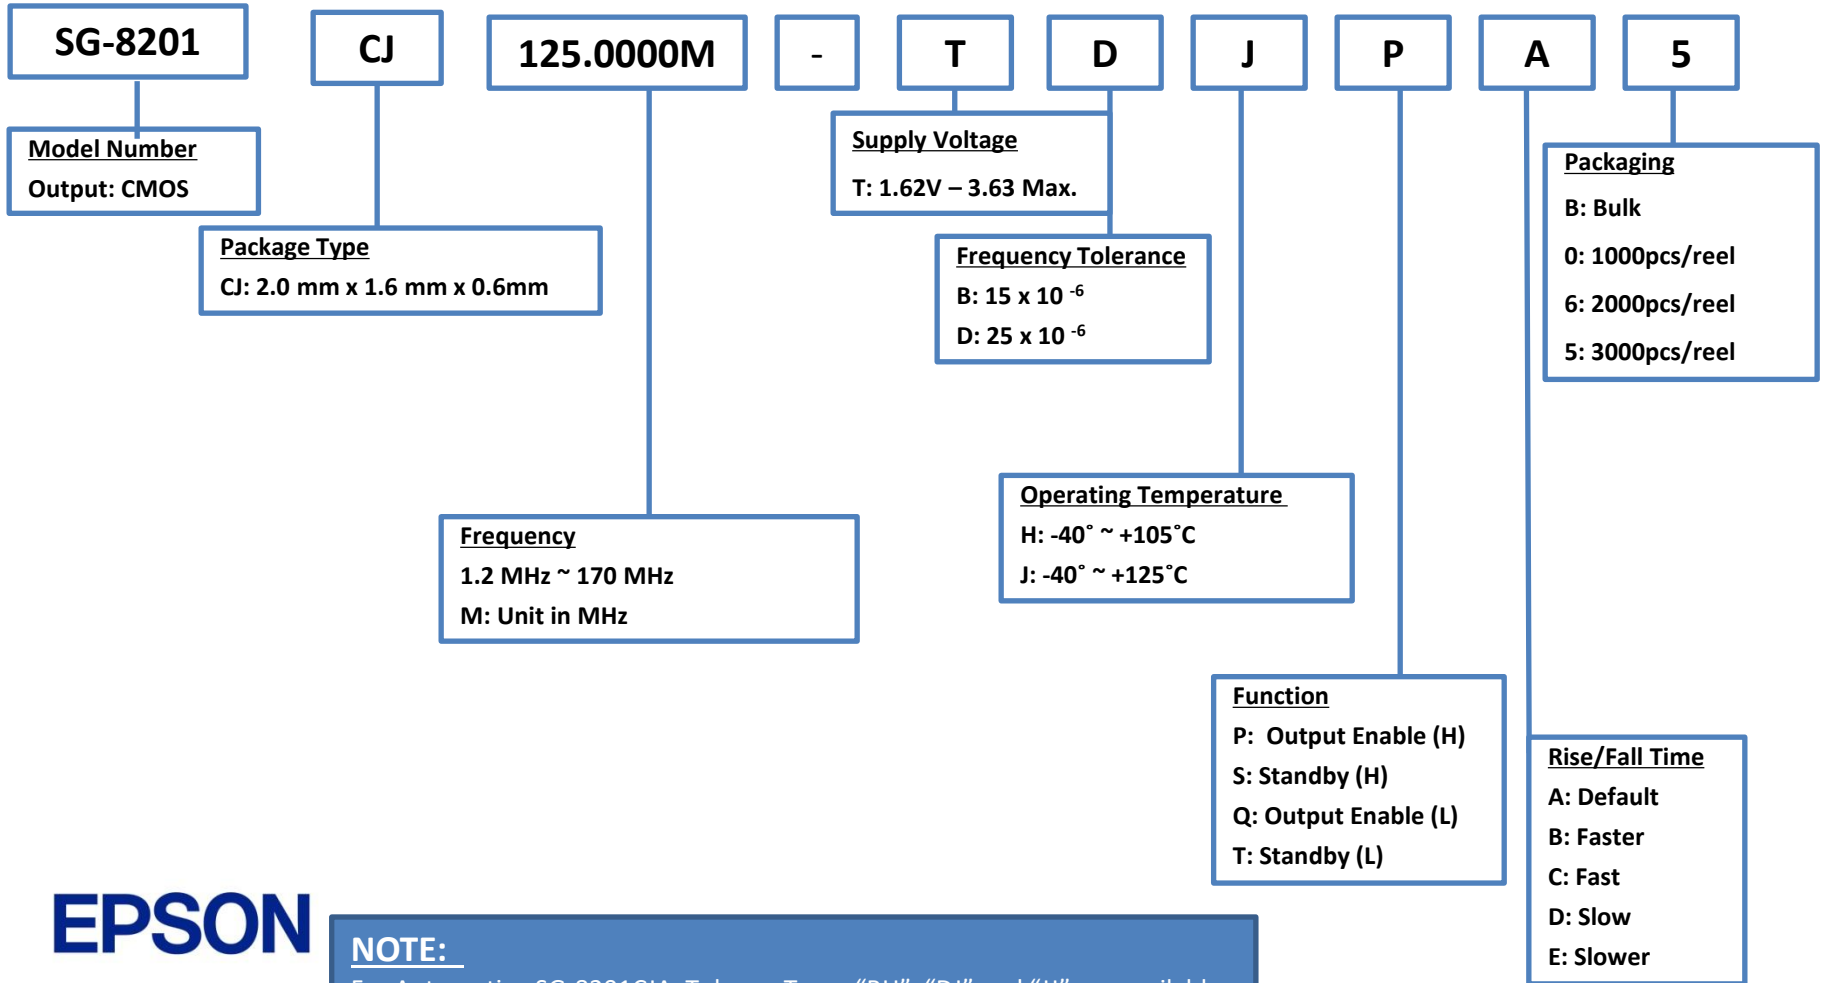 SG-8201 CJ 125.0000M - T D J P A 5
Model Number
Output: CMOS
Supply Voltage
T: 1.62V – 3.63 Max.
Packaging
B: Bulk
0: 1000pcs/reel
6: 2000pcs/reel
5: 3000pcs/reel
Package Type
CJ: 2.0 mm x 1.6 mm x 0.6mm
Frequency Tolerance
B: 15 x 10 -6
D: 25 x 10 -6
Operating Temperature
H: -40˚ ~ +105˚C
J: -40˚ ~ +125˚C
Frequency
1.2 MHz ~ 170 MHz
M: Unit in MHz
Function
P: Output Enable (H)
S: Standby (H)
Q: Output Enable (L)
T: Standby (L)
Rise/Fall Time
A: Default
B: Faster
C: Fast
D: Slow
E: Slower
EPSON
NOTE: